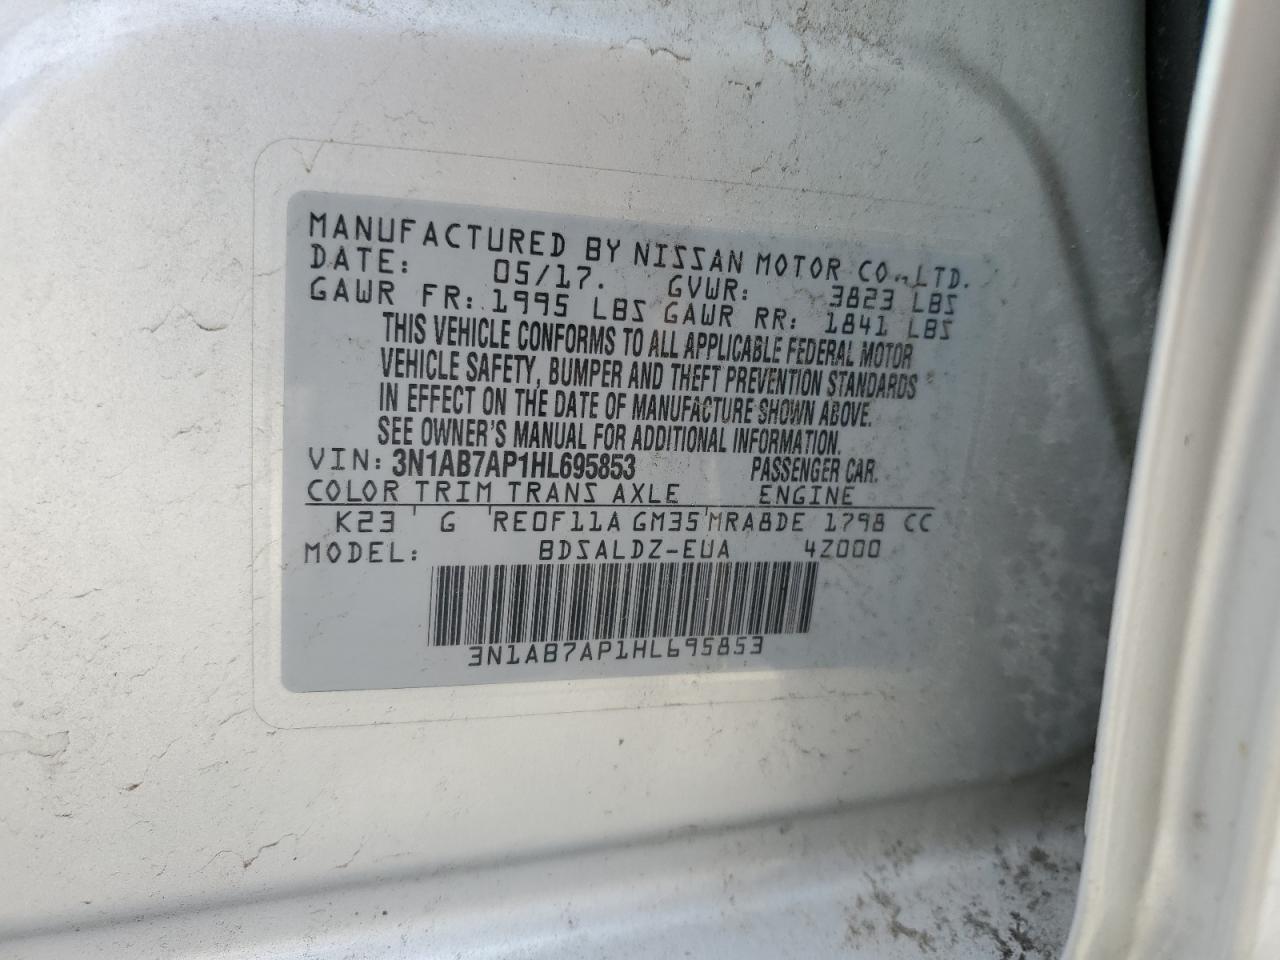 MANUFACTURED BY NISSAN MOTOR CO., LTD.
DATE: 05/17. GVWR: 3823 LBS
GAWR FR: 1995 LBS GAWR RR: 1841 LBS
THIS VEHICLE CONFORMS TO ALL APPLICABLE FEDERAL MOTOR
VEHICLE SAFETY, BUMPER AND THEFT PREVENTION STANDARDS
IN EFFECT ON THE DATE OF MANUFACTURE SHOWN ABOVE.
SEE OWNER'S MANUAL FOR ADDITIONAL INFORMATION.
VIN: 3N1AB7AP1HL695853 PASSENGER CAR.
COLOR TRIM TRANS AXLE ENGINE
K23 G RE0F11A GM35 MRA8DE 1798 CC
MODEL: BDSALDZ-EUA 4Z000
3N1AB7AP1HL695853